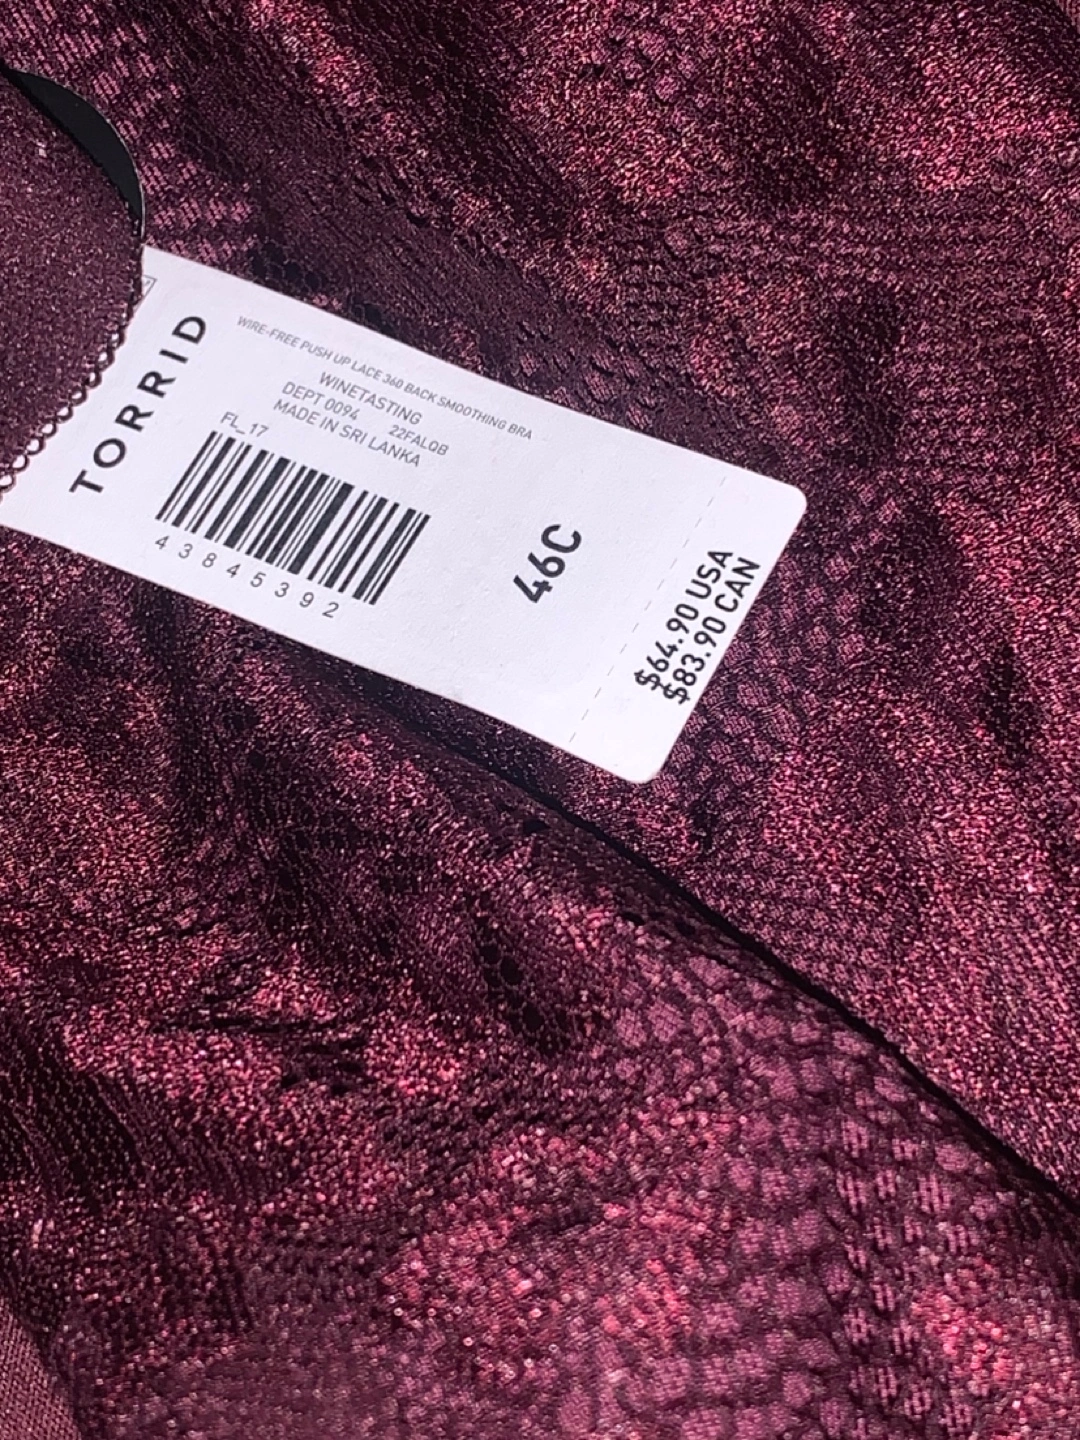 TORRID
WIRE-FREE PUSH UP LACE 360 BACK SMOOTHING BRA
WINETASTING
DEPT 0094 22FALQB
MADE IN SRI LANKA
FL_17
43845392
46C
$64.90 USA
$83.90 CAN